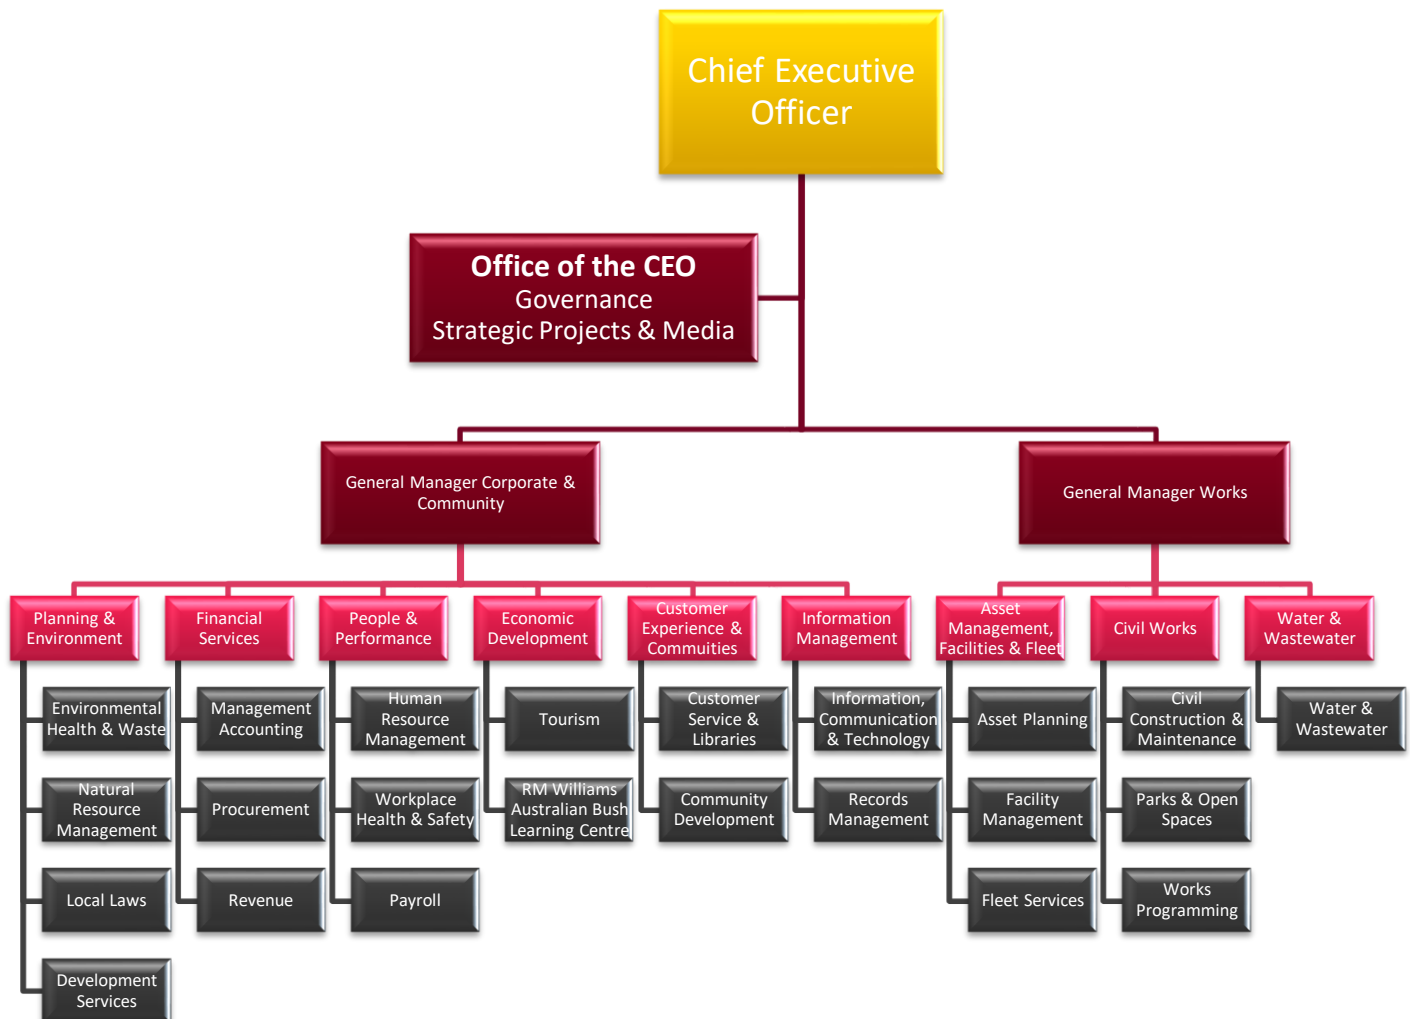 Chief Executive
Officer
Office of the CEO
Governance
Strategic Projects & Media
General Manager Corporate &
Community
General Manager Works
Planning &
Environment
Financial
Services
People &
Performance
Economic
Development
Customer
Experience &
Commuities
Information
Management
Asset
Management,
Facilities & Fleet
Civil Works
Water &
Wastewater
Environmental
Health & Waste
Natural
Resource
Management
Local Laws
Development
Services
Management
Accounting
Procurement
Revenue
Human
Resource
Management
Workplace
Health & Safety
Payroll
Tourism
RM Williams
Australian Bush
Learning Centre
Customer
Service &
Libraries
Community
Development
Information,
Communication
& Technology
Records
Management
Asset Planning
Facility
Management
Fleet Services
Civil
Construction &
Maintenance
Parks & Open
Spaces
Works
Programming
Water &
Wastewater